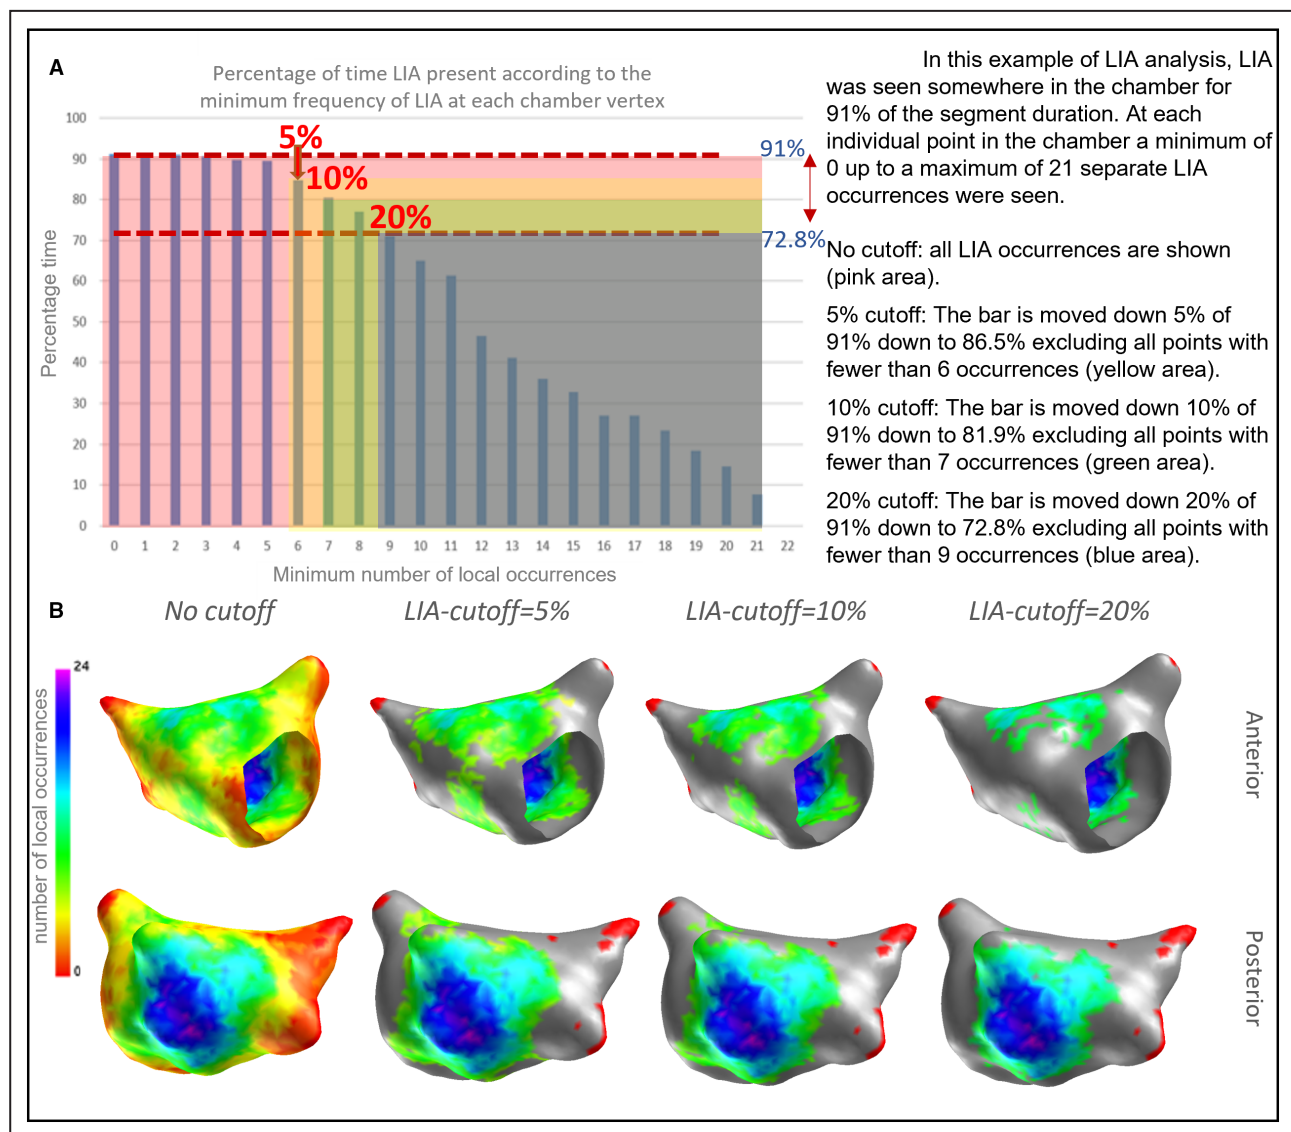 A
Percentage of time LIA present according to the
minimum frequency of LIA at each chamber vertex
In this example of LIA analysis, LIA
was seen somewhere in the chamber for
91% of the segment duration. At each
individual point in the chamber a minimum of
0 up to a maximum of 21 separate LIA
occurrences were seen.
No cutoff: all LIA occurrences are shown
(pink area).
5% cutoff: The bar is moved down 5% of
91% down to 86.5% excluding all points with
fewer than 6 occurrences (yellow area).
10% cutoff: The bar is moved down 10% of
91% down to 81.9% excluding all points with
fewer than 7 occurrences (green area).
20% cutoff: The bar is moved down 20% of
91% down to 72.8% excluding all points with
fewer than 9 occurrences (blue area).
5%
10%
20%
91%
72.8%
Percentage time
100
90
80
70
60
50
40
30
20
10
0
0 1 2 3 4 5 6 7 8 9 10 11 12 13 14 15 16 17 18 19 20 21 22
Minimum number of local occurrences
B
No cutoff
LIA-cutoff=5%
LIA-cutoff=10%
LIA-cutoff=20%
24
number of local occurrences
0
Anterior
Posterior